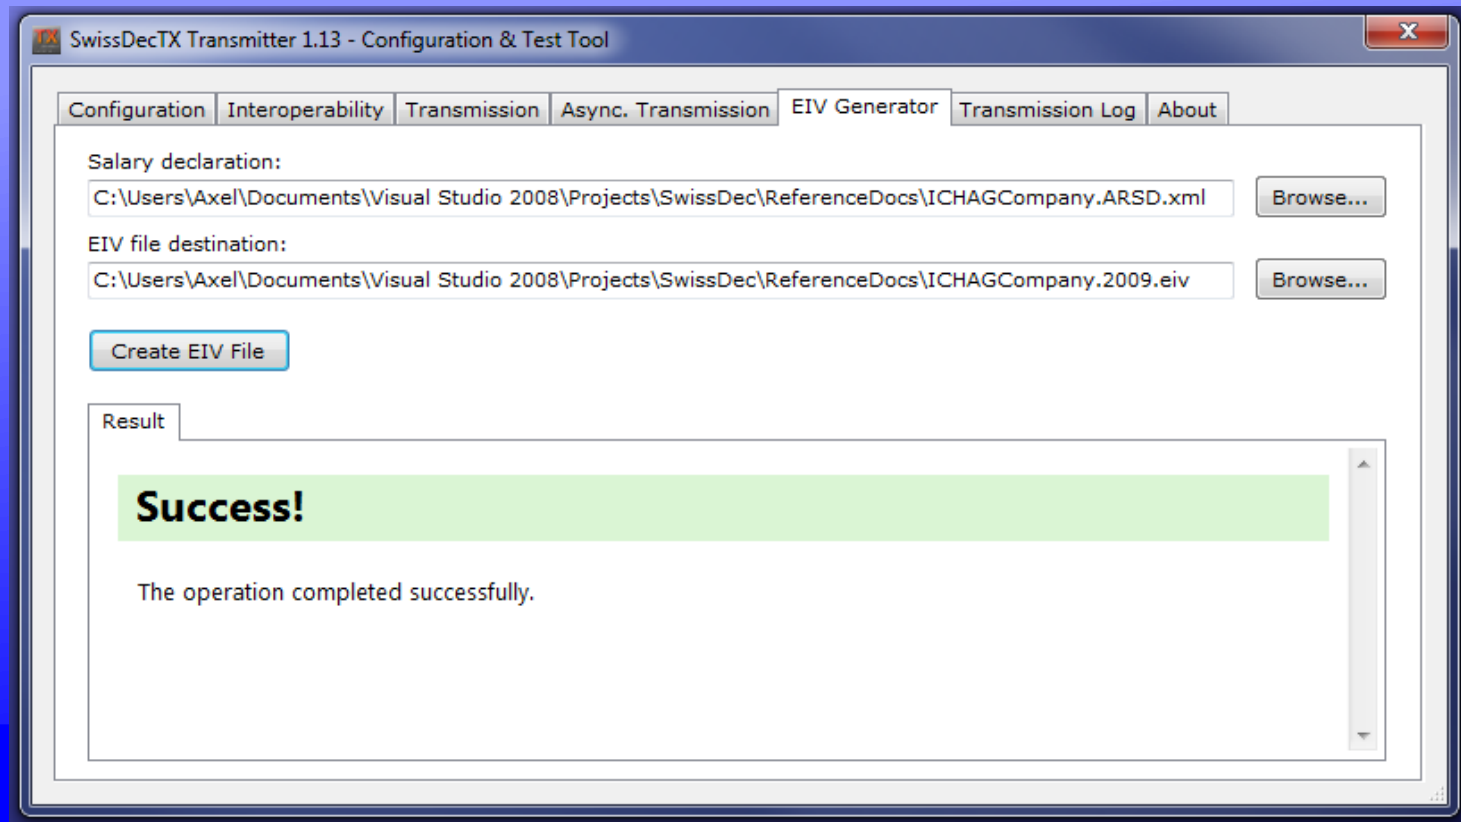 TX SwissDecTX Transmitter 1.13 - Configuration & Test Tool
Configuration Interoperability Transmission Async. Transmission EIV Generator Transmission Log About
Salary declaration:
C:\Users\Axel\Documents\Visual Studio 2008\Projects\SwissDec\ReferenceDocs\ICHAGCompany.ARSD.xml Browse...
EIV file destination:
C:\Users\Axel\Documents\Visual Studio 2008\Projects\SwissDec\ReferenceDocs\ICHAGCompany.2009.eiv Browse...
Create EIV File
Result
Success!
The operation completed successfully.